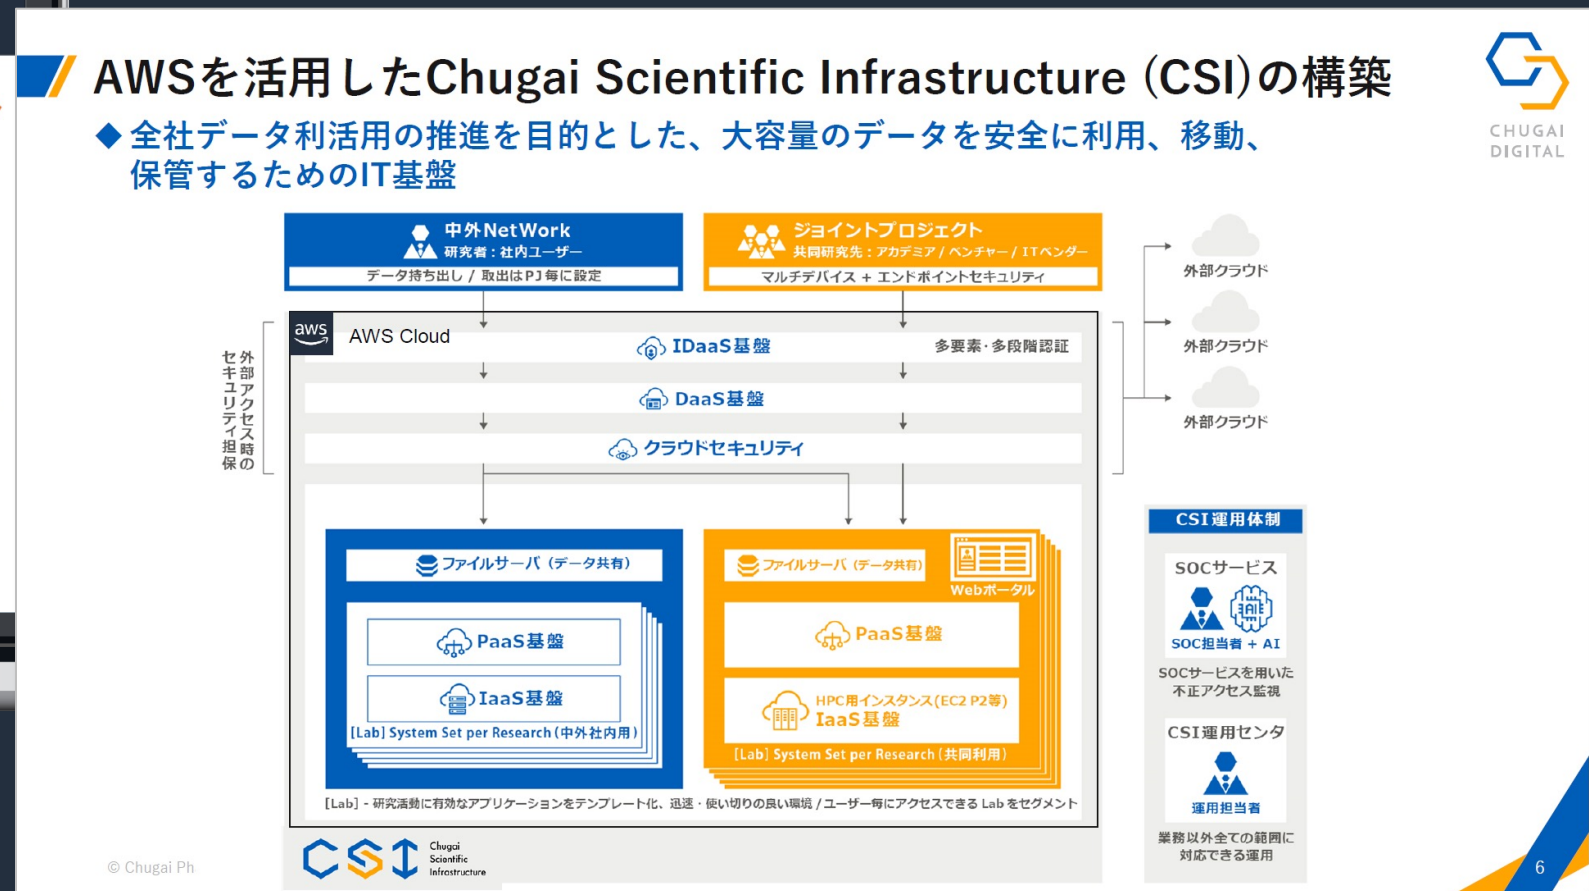 AWSを活用したChugai Scientific Infrastructure (CSI)の構築
CHUGAI
DIGITAL
◆ 全社データ利活用の推進を目的とした、大容量のデータを安全に利用、移動、
保管するためのIT基盤
中外NetWork
研究者：社内ユーザー
データ持ち出し / 取出はPJ毎に設定
ジョイントプロジェクト
共同研究先：アカデミア / ベンチャー / ITベンダー
マルチデバイス + エンドポイントセキュリティ
外部クラウド
外部クラウド
外部クラウド
外部アクセス時の
セキュリティ担保
aws
AWS Cloud
IDaaS基盤
多要素・多段階認証
DaaS基盤
クラウドセキュリティ
ファイルサーバ（データ共有）
PaaS基盤
IaaS基盤
[Lab] System Set per Research（中外社内用）
ファイルサーバ（データ共有）
Webポータル
PaaS基盤
HPC用インスタンス(EC2 P2等)
IaaS基盤
[Lab] System Set per Research（共同利用）
[Lab] - 研究活動に有効なアプリケーションをテンプレート化、迅速・使い切りの良い環境 / ユーザー毎にアクセスできる Lab をセグメント
CSI
Chugai
Scientific
Infrastructure
CSI運用体制
SOCサービス
AI
SOC担当者 + AI
SOCサービスを用いた
不正アクセス監視
CSI運用センタ
運用担当者
業務以外全ての範囲に
対応できる運用
© Chugai Ph
6